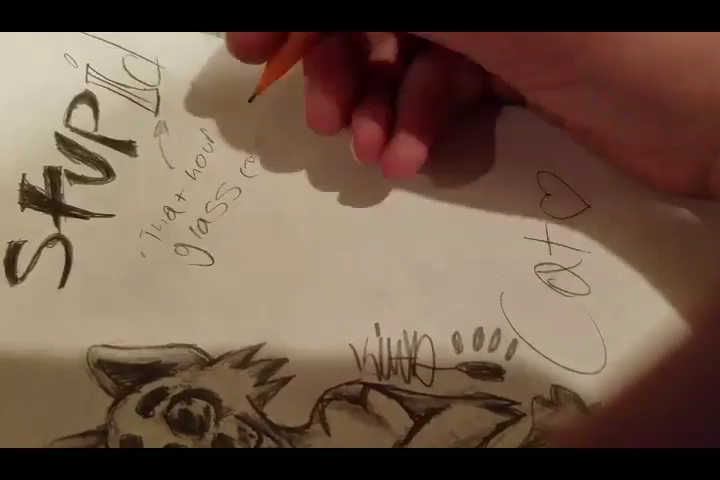 StUPid
that hour
glass
Cat ♡